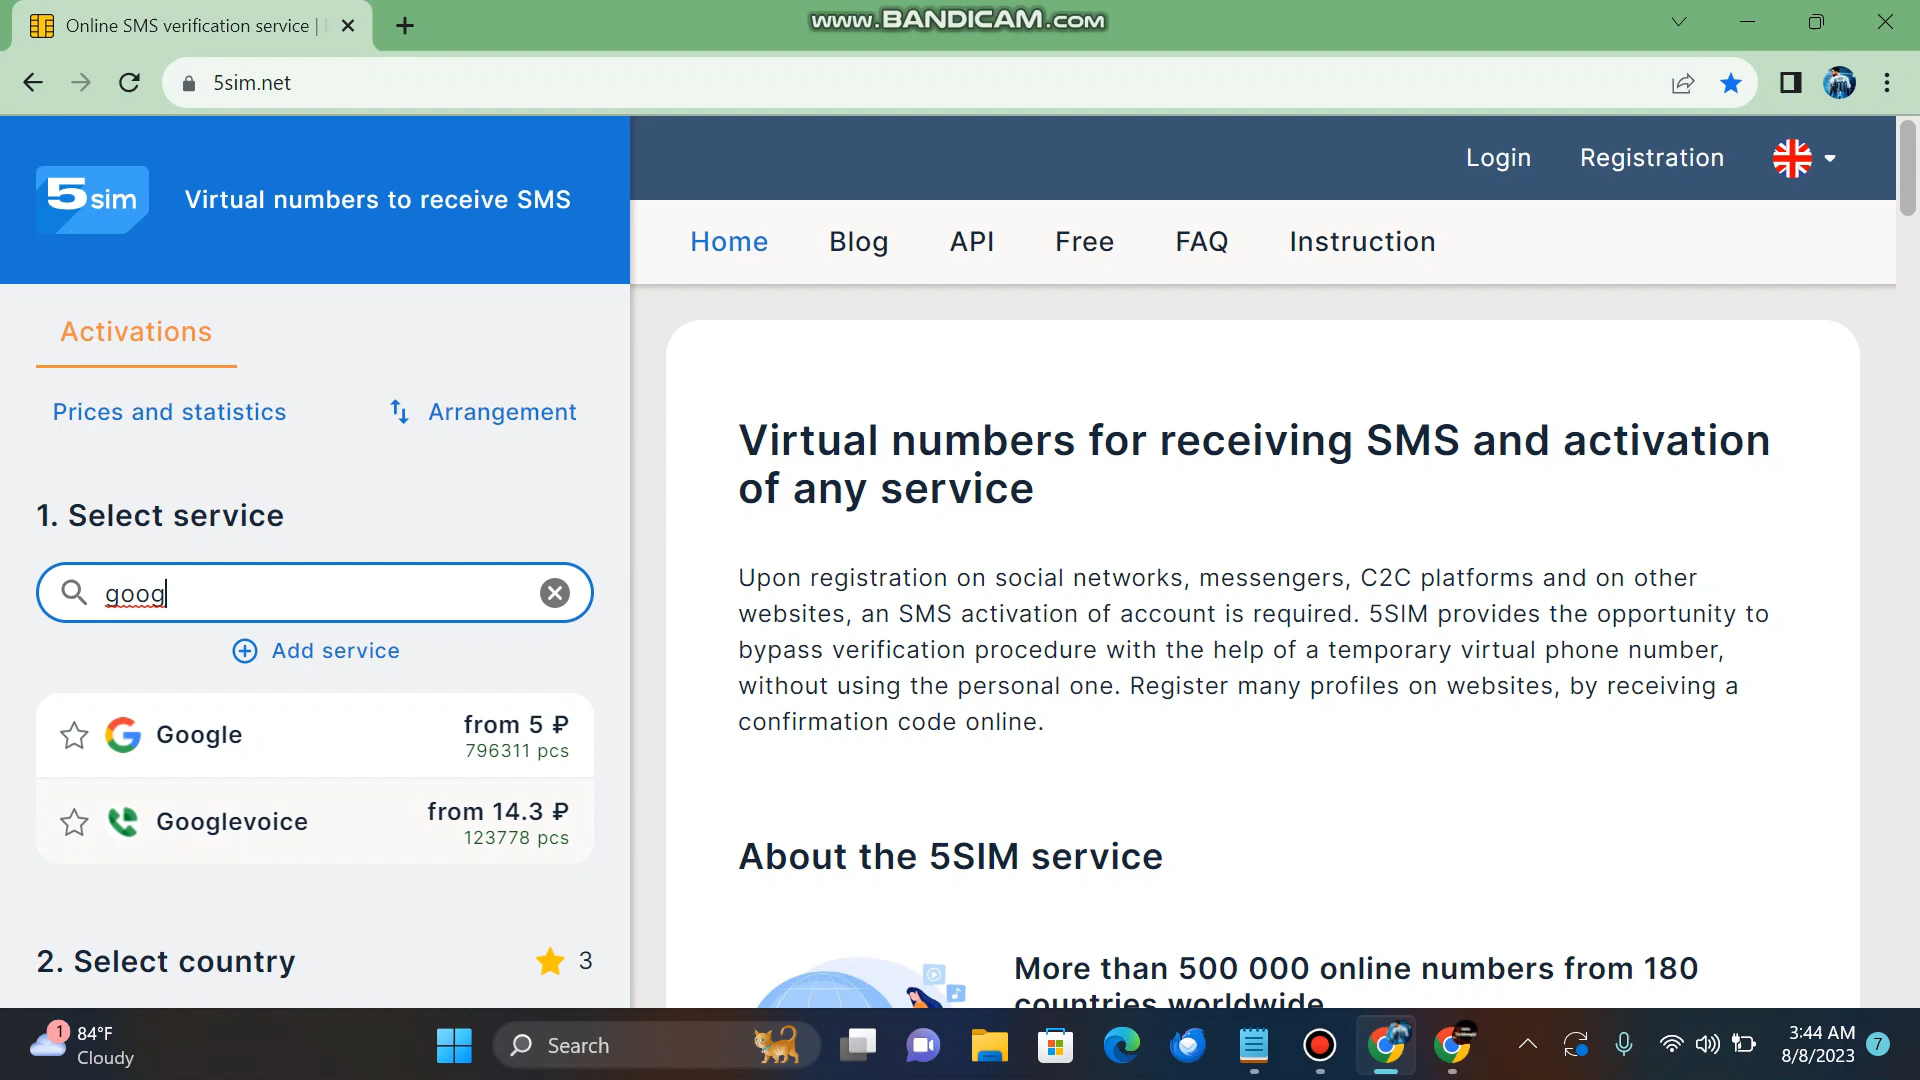 Online SMS verification service |
www.BANDICAM.com
5sim.net
5sim
Virtual numbers to receive SMS
Login
Registration
Home
Blog
API
Free
FAQ
Instruction
Activations
Prices and statistics
Arrangement
1. Select service
goog
Add service
Google
from 5 ₽
796311 pcs
Googlevoice
from 14.3 ₽
123778 pcs
2. Select country
3
Virtual numbers for receiving SMS and activation
of any service
Upon registration on social networks, messengers, C2C platforms and on other
websites, an SMS activation of account is required. 5SIM provides the opportunity to
bypass verification procedure with the help of a temporary virtual phone number,
without using the personal one. Register many profiles on websites, by receiving a
confirmation code online.
About the 5SIM service
More than 500 000 online numbers from 180
countries worldwide
1
84°F
Cloudy
Search
3:44 AM
8/8/2023
7